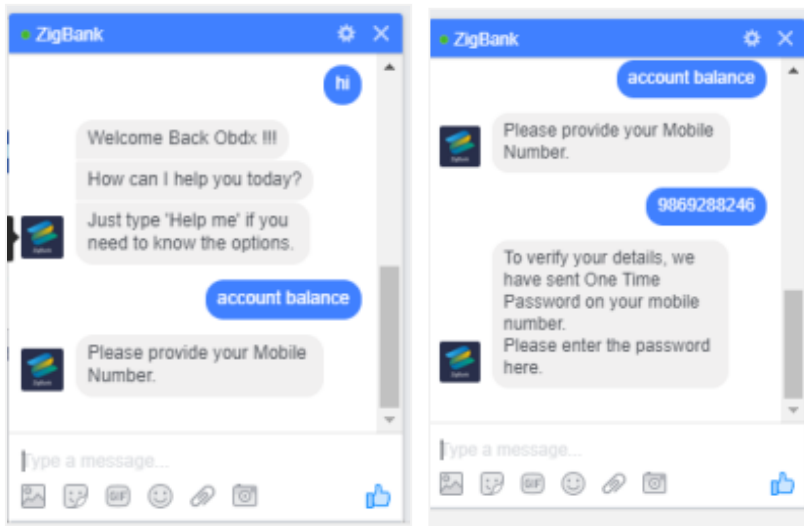 ZigBank
hi
Welcome Back Obdx !!!
How can I help you today?
Just type 'Help me' if you
need to know the options.
account balance
Please provide your Mobile
Number.
Type a message...
GIF
ZigBank
account balance
Please provide your Mobile
Number.
9869288246
To verify your details, we
have sent One Time
Password on your mobile
number.
Please enter the password
here.
Type a message...
GIF